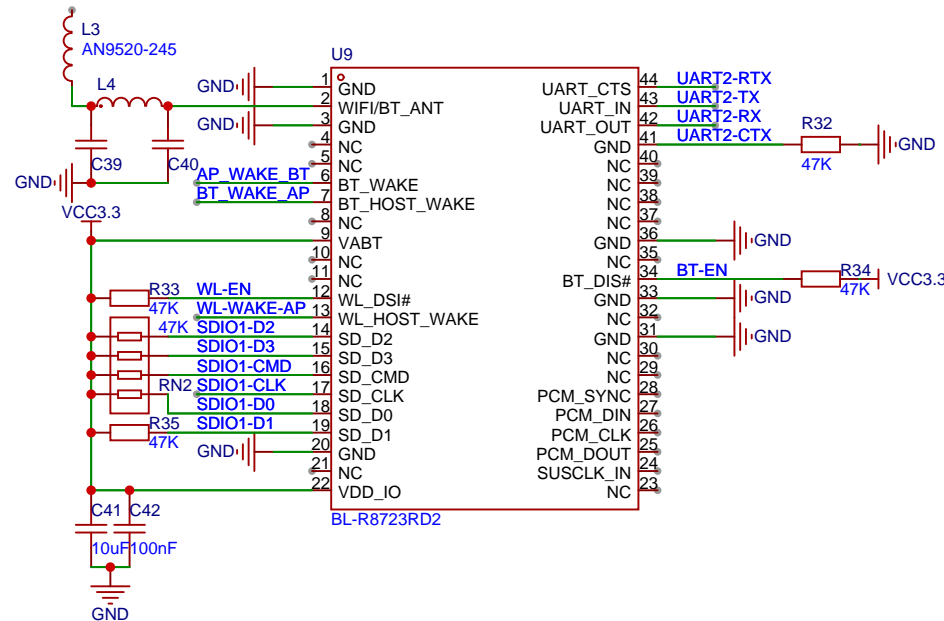 L3
AN9520-245
L4
C39
C40
GND
VCC3.3
U9
GND
GND
AP_WAKE_BT
BT_WAKE_AP
R33
47K
WL-EN
WL-WAKE-AP
47K
SDIO1-D2
SDIO1-D3
SDIO1-CMD
RN2
SDIO1-CLK
SDIO1-D0
R35
47K
SDIO1-D1
GND
C41
10uF
C42
100nF
GND
1 GND
2 WIFI/BT_ANT
3 GND
4 NC
5 NC
6 BT_WAKE
7 BT_HOST_WAKE
8 NC
9 VABT
10 NC
11 NC
12 WL_DSI#
13 WL_HOST_WAKE
14 SD_D2
15 SD_D3
16 SD_CMD
17 SD_CLK
18 SD_D0
19 SD_D1
20 GND
21 NC
22 VDD_IO
UART_CTS 44
UART_IN 43
UART_OUT 42
GND 41
NC 40
NC 39
NC 38
NC 37
GND 36
NC 35
BT_DIS# 34
GND 33
NC 32
GND 31
NC 30
NC 29
PCM_SYNC 28
PCM_DIN 27
PCM_CLK 26
PCM_DOUT 25
SUSCLK_IN 24
NC 23
BL-R8723RD2
UART2-RTX
UART2-TX
UART2-RX
UART2-CTX
R32
47K
GND
GND
BT-EN
R34
47K
VCC3.3
GND
GND